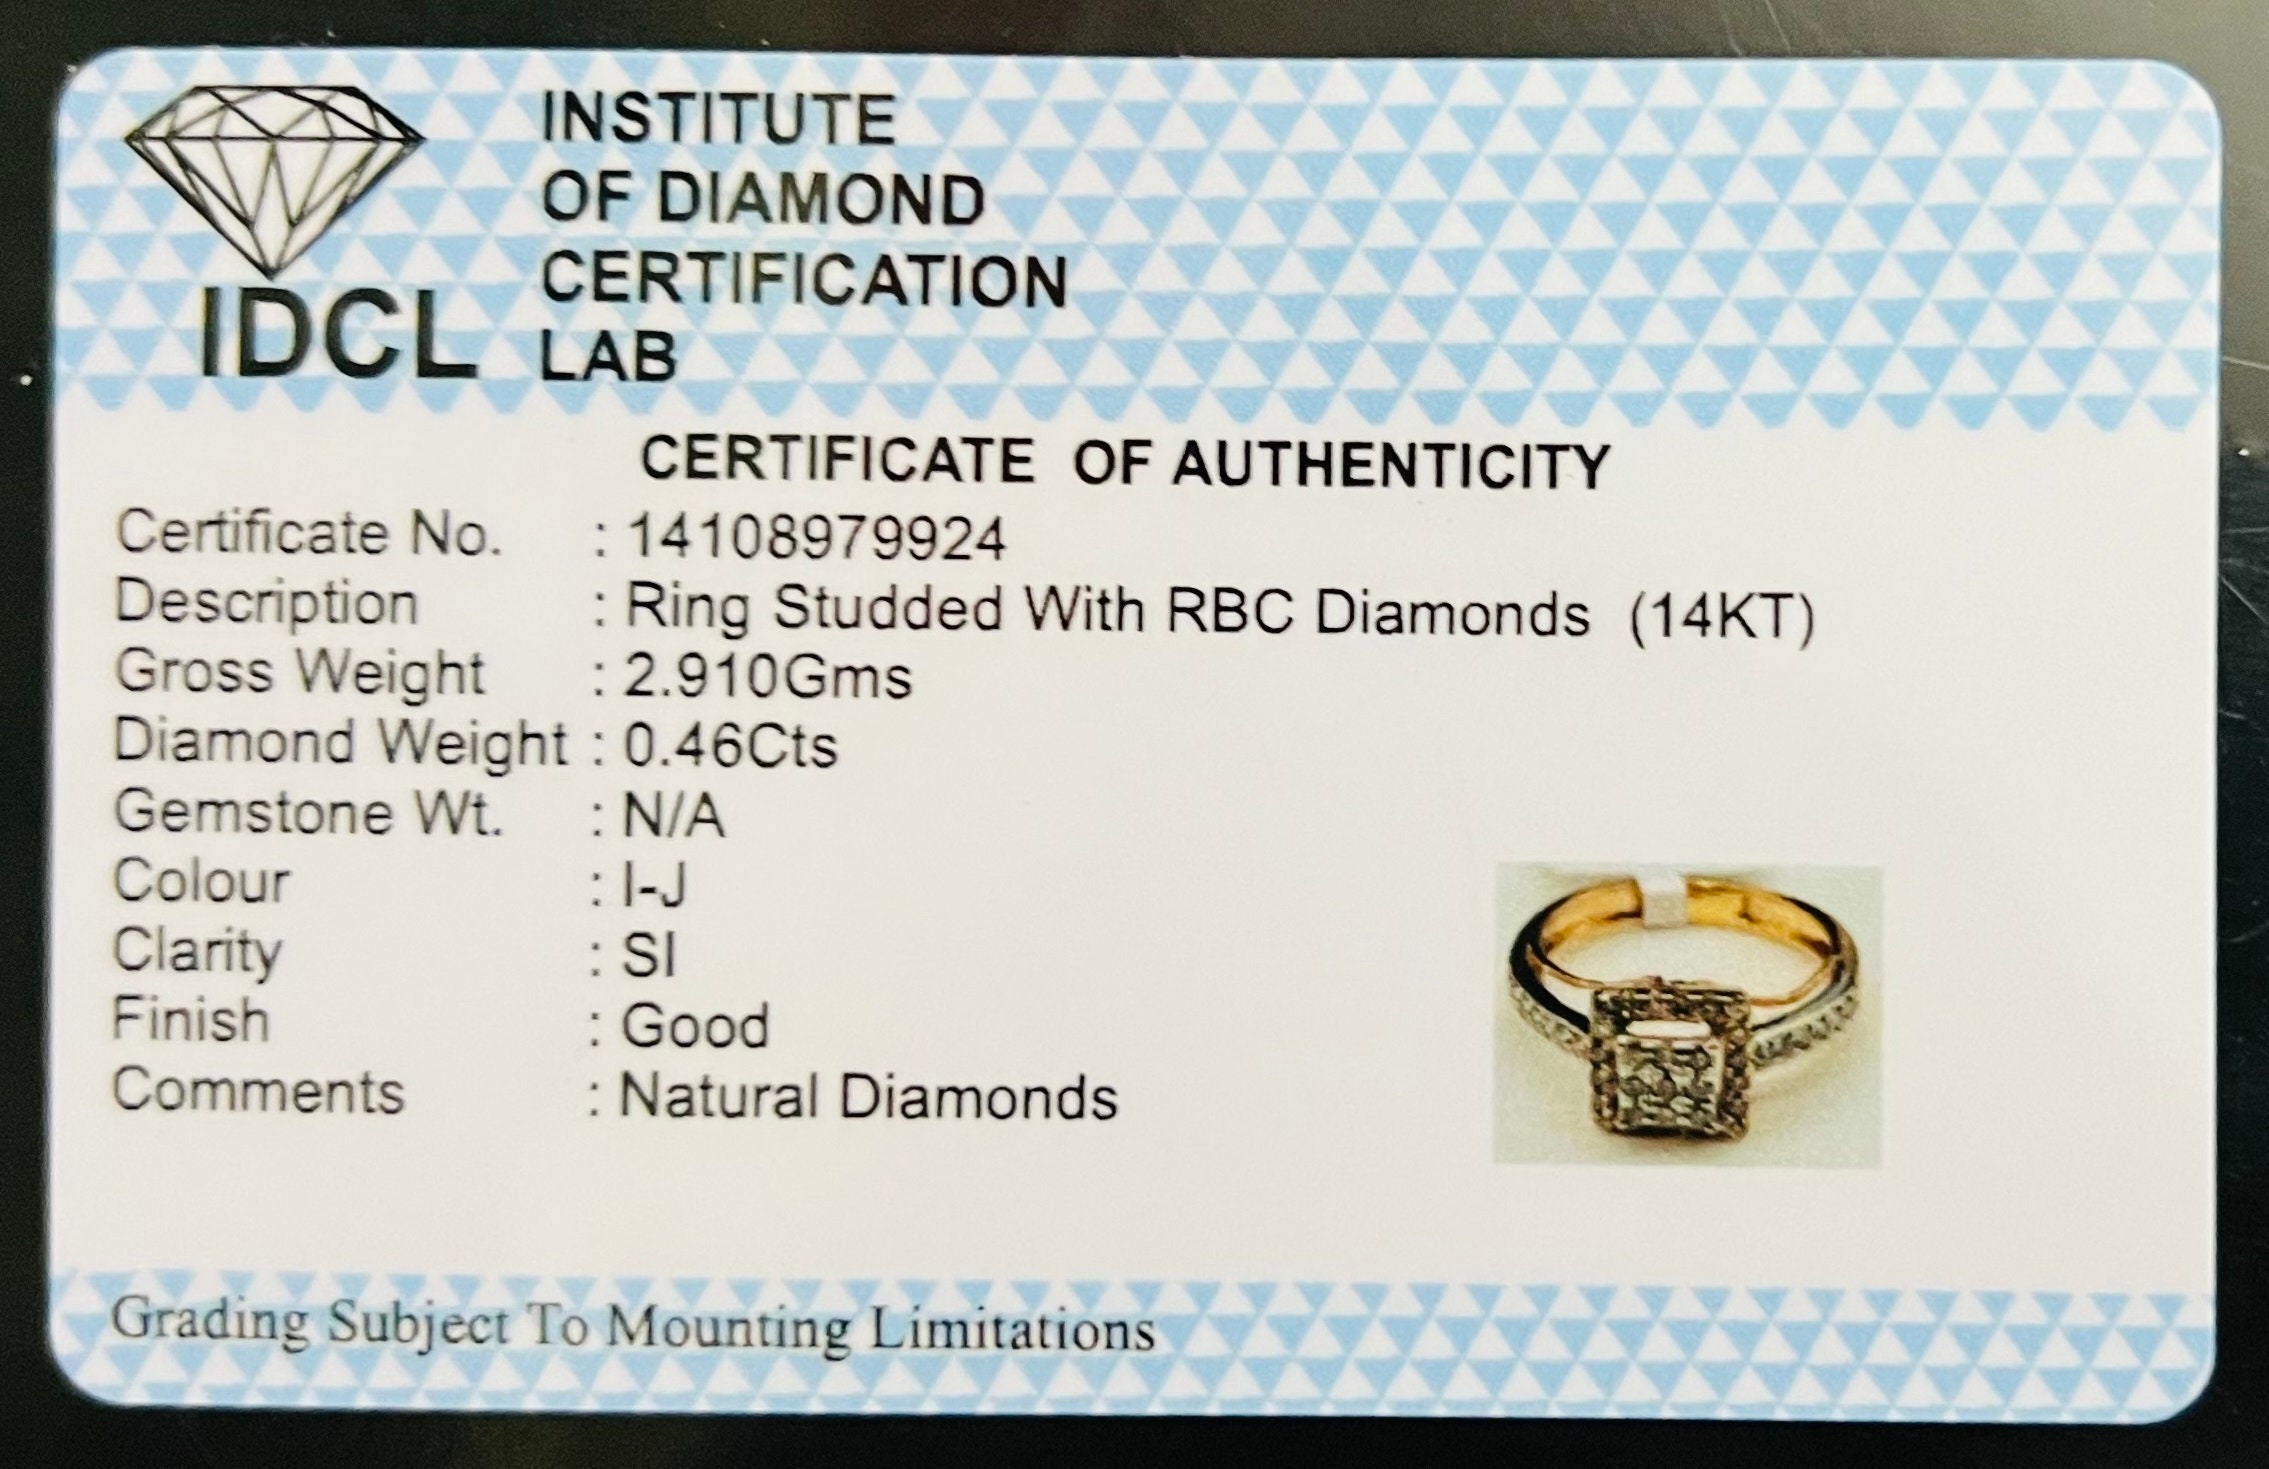 INSTITUTE
OF DIAMOND
CERTIFICATION
LAB
IDCL
CERTIFICATE OF AUTHENTICITY
Certificate No. : 14108979924
Description : Ring Studded With RBC Diamonds (14KT)
Gross Weight : 2.910Gms
Diamond Weight : 0.46Cts
Gemstone Wt. : N/A
Colour : I-J
Clarity : SI
Finish : Good
Comments : Natural Diamonds
Grading Subject To Mounting Limitations